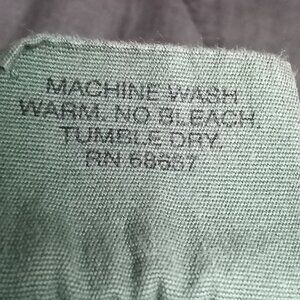 MACHINE WASH
WARM. NO BLEACH.
TUMBLE DRY.
RN